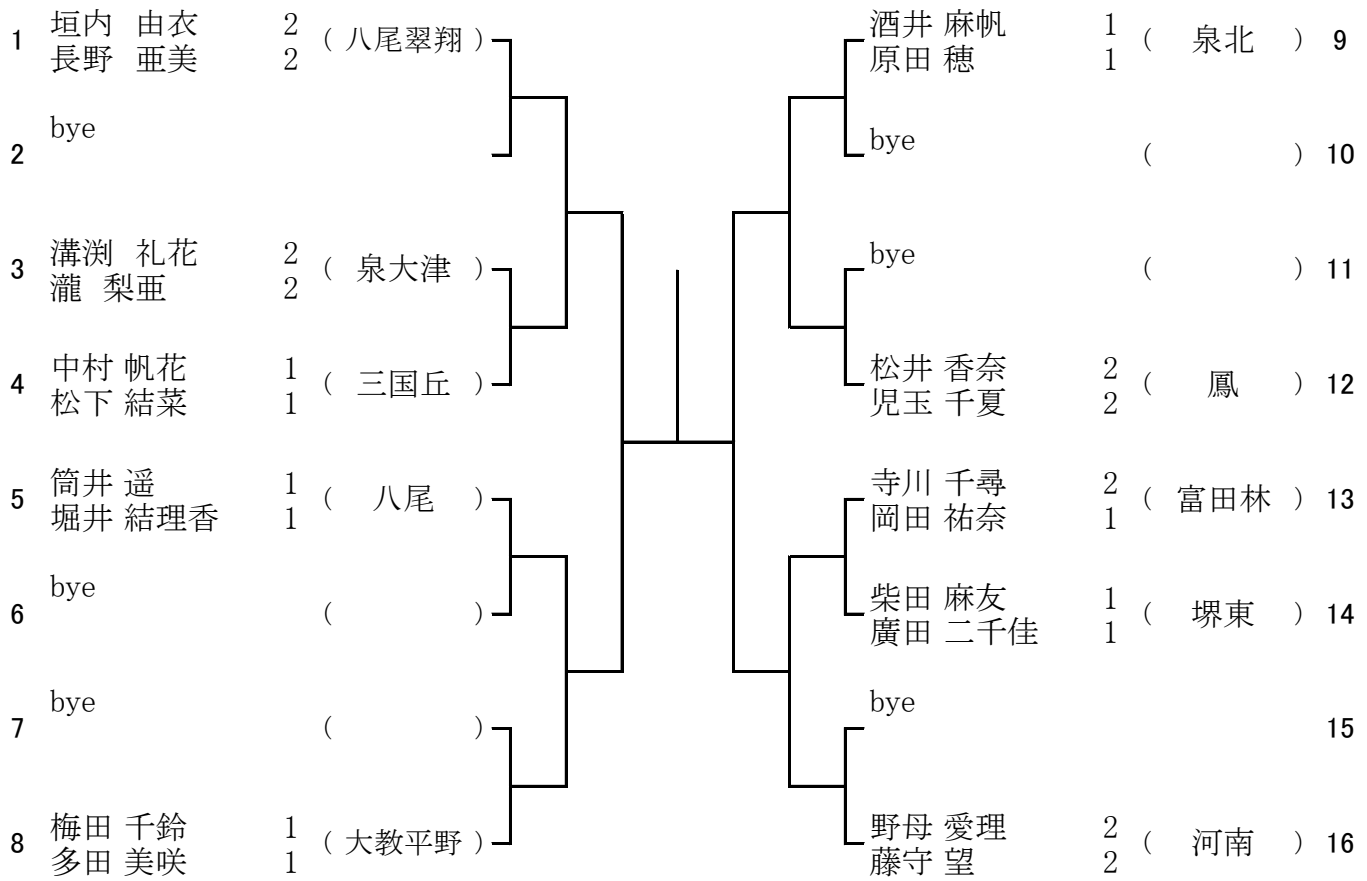 1 垣内 由衣 2 ( 八尾翠翔 )
長野 亜美 2
bye
2
3 溝渕 礼花 2 ( 泉大津 )
瀧 梨亜 2
4 中村 帆花 1 ( 三国丘 )
松下 結菜 1
5 筒井 遥 1 ( 八尾 )
堀井 結理香 1
bye
6 ( )
bye
7 ( )
8 梅田 千鈴 1 ( 大教平野 )
多田 美咲 1
酒井 麻帆 1 ( 泉北 ) 9
原田 穂 1
bye ( ) 10
bye ( ) 11
松井 香奈 2 ( 鳳 ) 12
児玉 千夏 2
寺川 千尋 2 ( 富田林 ) 13
岡田 祐奈 1
柴田 麻友 1 ( 堺東 ) 14
廣田 二千佳 1
bye
15
野母 愛理 2 ( 河南 ) 16
藤守 望 2